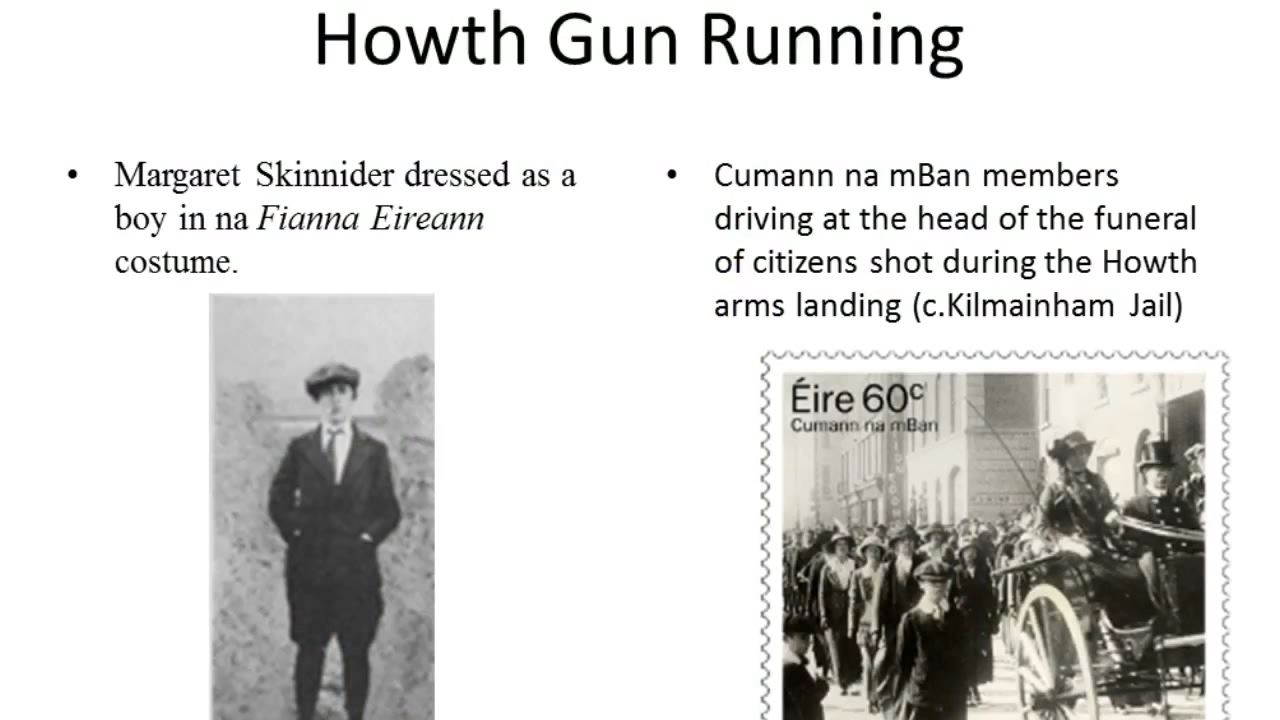 Howth Gun Running
• Margaret Skinnider dressed as a
boy in na Fianna Eireann
costume.
• Cumann na mBan members
driving at the head of the funeral
of citizens shot during the Howth
arms landing (c.Kilmainham Jail)
Éire 60c
Cumann na mBan